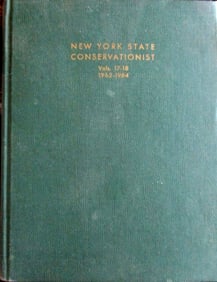 NEW YORK STATE
CONSERVATIONIST
Vols. 17-18
1962-1964